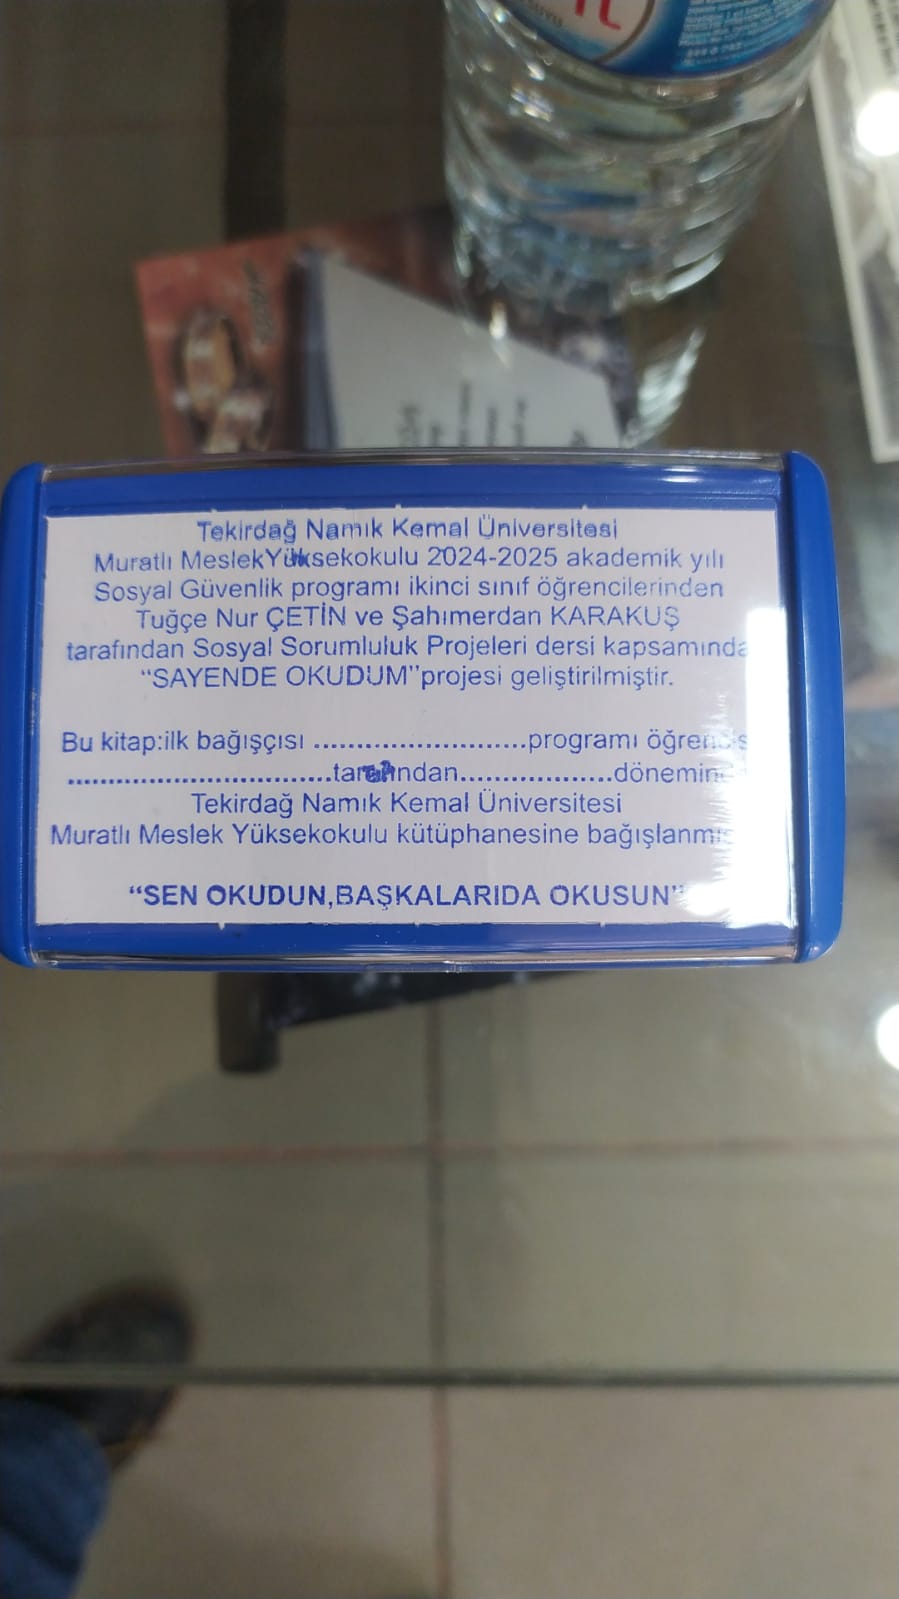 Tekirdağ Namık Kemal Üniversitesi
Muratlı MeslekYüksekokulu 2024-2025 akademik yılı
Sosyal Güvenlik programı ikinci sınıf öğrencilerinden
Tuğçe Nur ÇETİN ve Şahımerdan KARAKUŞ
tarafından Sosyal Sorumluluk Projeleri dersi kapsamında
“SAYENDE OKUDUM”projesi geliştirilmiştir.
Bu kitap:ilk bağışçısı ..........................programı
................................tarafından..................
Tekirdağ Namık Kemal Üniversitesi
Muratlı Meslek Yüksekokulu kütüphanesine
“SEN OKUDUN,BAŞKALARIDA OKUSUN”